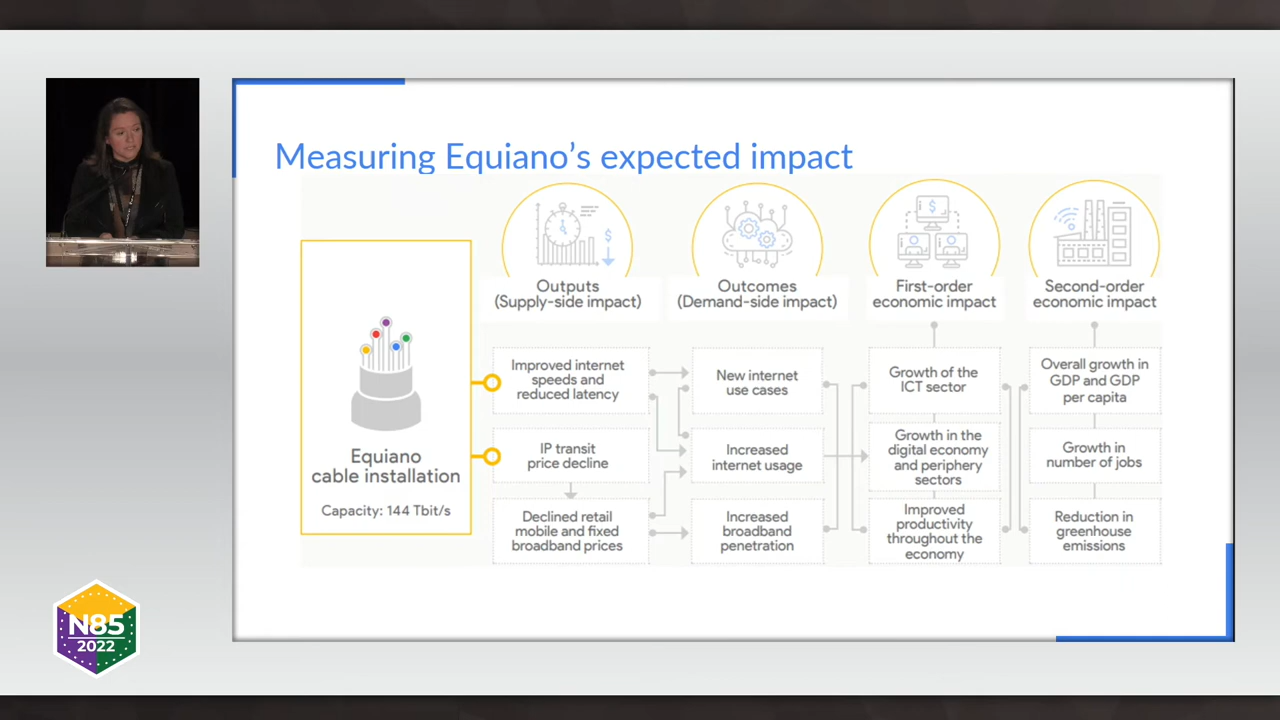 Measuring Equiano's expected impact
Equiano
cable installation
Capacity: 144 Tbit/s
$
Outputs
(Supply-side impact)
Improved internet
speeds and
reduced latency
IP transit
price decline
Declined retail
mobile and fixed
broadband prices
Outcomes
(Demand-side impact)
New internet
use cases
Increased
internet usage
Increased
broadband
penetration
$
First-order
economic impact
Growth of the
ICT sector
Growth in the
digital economy
and periphery
sectors
Improved
productivity
throughout the
economy
Second-order
economic impact
Overall growth in
GDP and GDP
per capita
Growth in
number of jobs
Reduction in
greenhouse
emissions
N85
2022